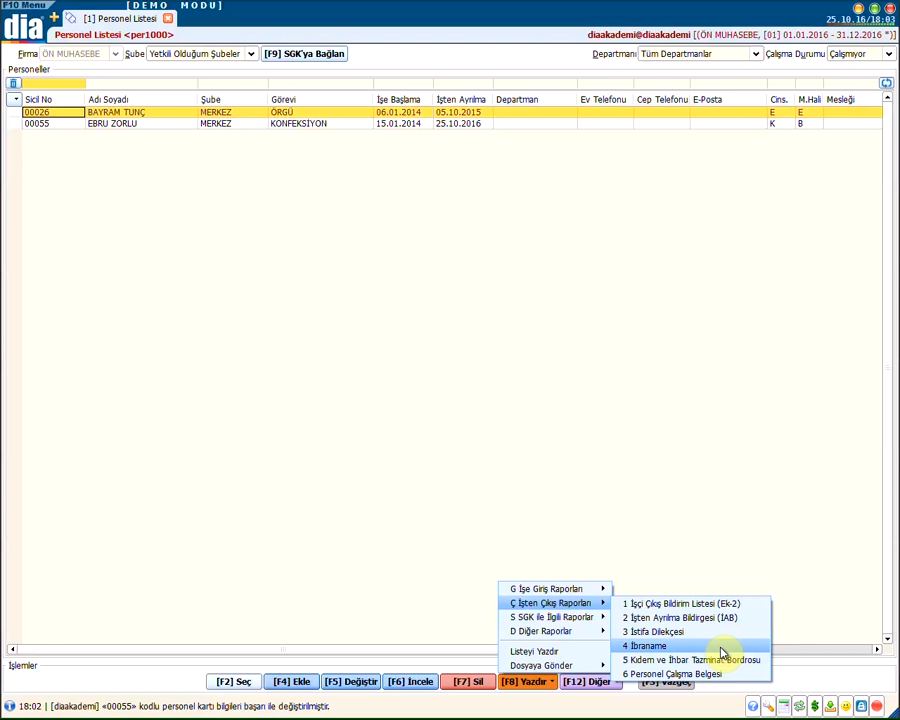 F10 Menu
[DEMO MODU]
dia
[1] Personel Listesi
25.10.16/18:03
Personel Listesi <per1000>
diaakademi@diaakademi [(ÖN MUHASEBE, [01] 01.01.2016 - 31.12.2016 *)]
Firma ÖN MUHASEBE Şube Yetkili Olduğum Şubeler [F9] SGK'ya Bağlan Departmanı Tüm Departmanlar Çalışma Durumu Çalışmıyor
Personeller
Sicil No Adı Soyadı Şube Görevi İşe Başlama İşten Ayrılma Departman Ev Telefonu Cep Telefonu E-Posta Cins. M.Hali Mesleği
00026 BAYRAM TUNÇ MERKEZ ÖRGÜ 06.01.2014 05.10.2015 E E
00055 EBRU ZORLU MERKEZ KONFEKSİYON 15.01.2014 25.10.2016 K B
G İşe Giriş Raporları
Ç İşten Çıkış Raporları
S SGK ile İlgili Raporlar
D Diğer Raporlar
Listeyi Yazdır
Dosyaya Gönder
1 İşçi Çıkış Bildirim Listesi (Ek-2)
2 İşten Ayrılma Bildirgesi (İAB)
3 İstifa Dilekçesi
4 İbraname
5 Kıdem ve İhbar Tazminat Bordrosu
6 Personel Çalışma Belgesi
İşlemler
[F2] Seç [F4] Ekle [F5] Değiştir [F6] İncele [F7] Sil [F8] Yazdır [F12] Diğer
18:02 | [diaakademi] «00055» kodlu personel kartı bilgileri başarı ile değiştirilmiştir.